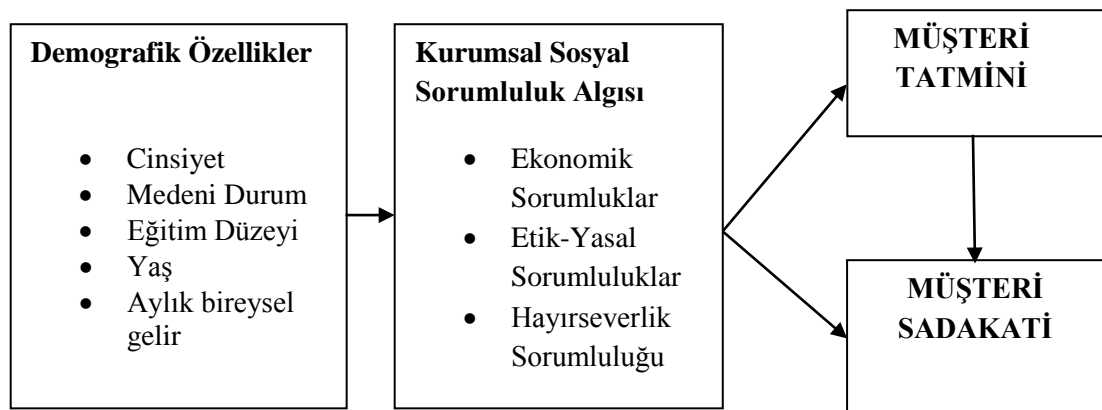 Demografik Özellikler
• Cinsiyet
• Medeni Durum
• Eğitim Düzeyi
• Yaş
• Aylık bireysel
gelir
Kurumsal Sosyal
Sorumluluk Algısı
• Ekonomik
Sorumluklar
• Etik-Yasal
Sorumluluklar
• Hayırseverlik
Sorumluluğu
MÜŞTERİ
TATMİNİ
MÜŞTERİ
SADAKATİ